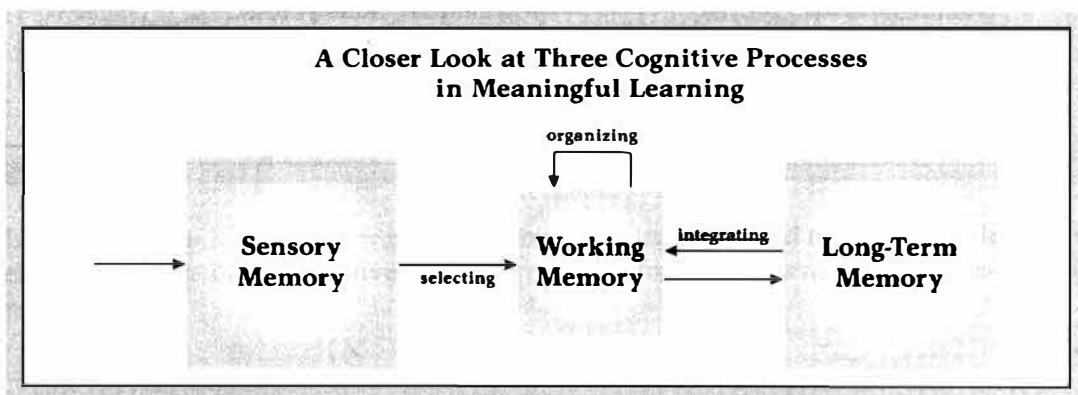 A Closer Look at Three Cognitive Processes
in Meaningful Learning
organizing
Sensory
Memory
selecting
Working
Memory
integrating
Long-Term
Memory